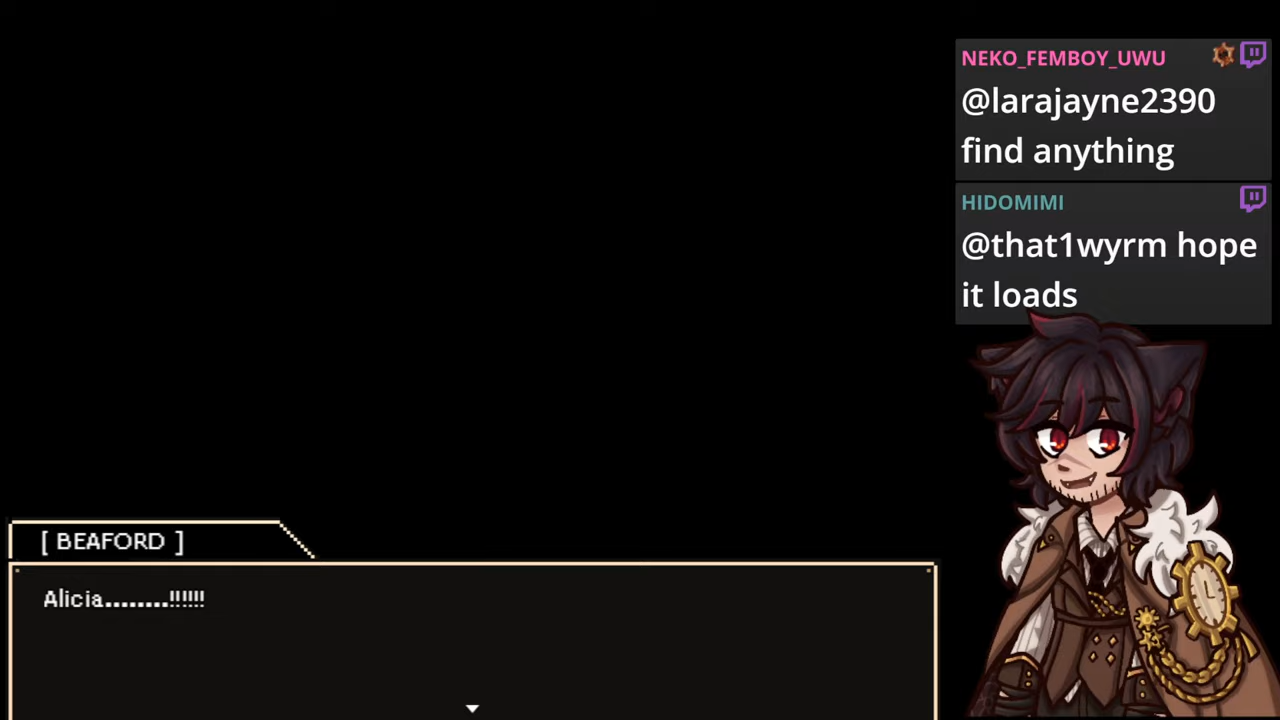 NEKO_FEMBOY_UWU
@larajayne2390
find anything
HIDOMIMI
@that1wyrm hope
it loads
[ BEAFORD ]
Alicia........!!!!!!